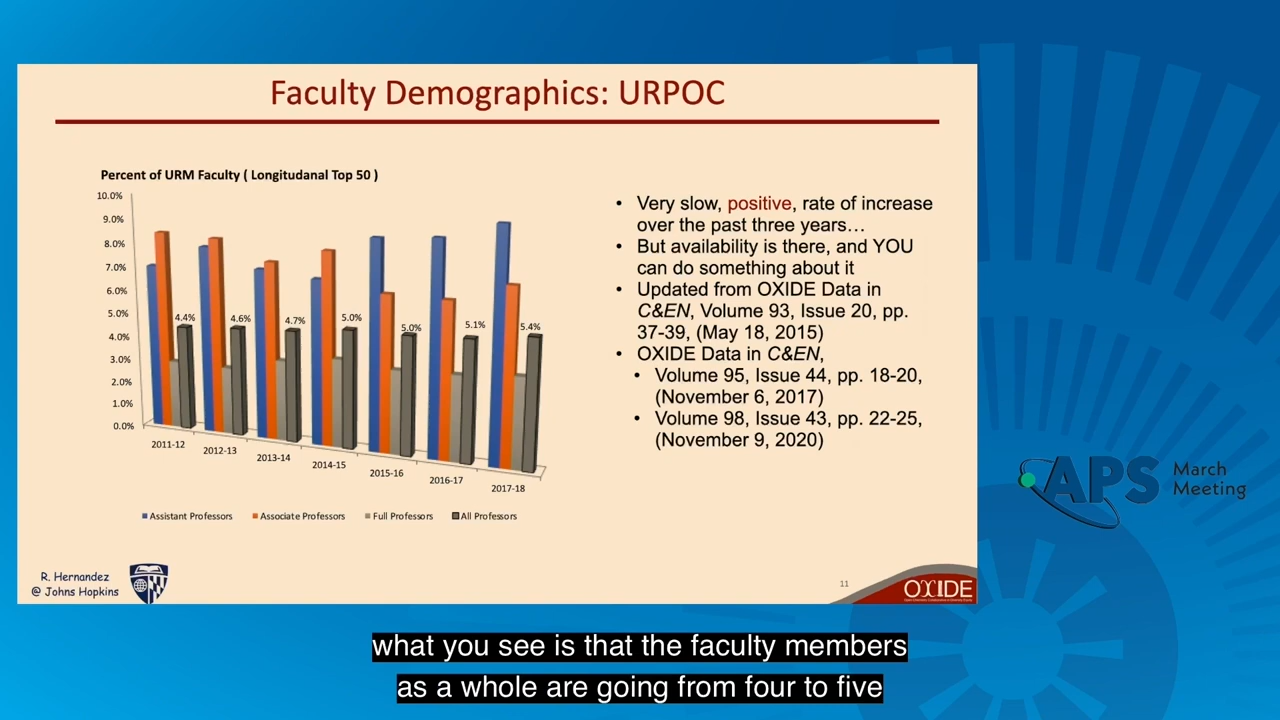 Faculty Demographics: URPOC
Percent of URM Faculty ( Longitudanal Top 50 )
10.0%
9.0%
8.0%
7.0%
6.0%
5.0%
4.0%
3.0%
2.0%
1.0%
0.0%
4.4%
4.6%
4.7%
5.0%
5.0%
5.1%
5.4%
2011-12
2012-13
2013-14
2014-15
2015-16
2016-17
2017-18
Assistant Professors
Associate Professors
Full Professors
All Professors
• Very slow, positive, rate of increase
over the past three years…
• But availability is there, and YOU
can do something about it
• Updated from OXIDE Data in
C&EN, Volume 93, Issue 20, pp.
37-39, (May 18, 2015)
• OXIDE Data in C&EN,
• Volume 95, Issue 44, pp. 18-20,
(November 6, 2017)
• Volume 98, Issue 43, pp. 22-25,
(November 9, 2020)
APS March
Meeting
R. Hernandez
@ Johns Hopkins
11
OXIDE
what you see is that the faculty members
as a whole are going from four to five